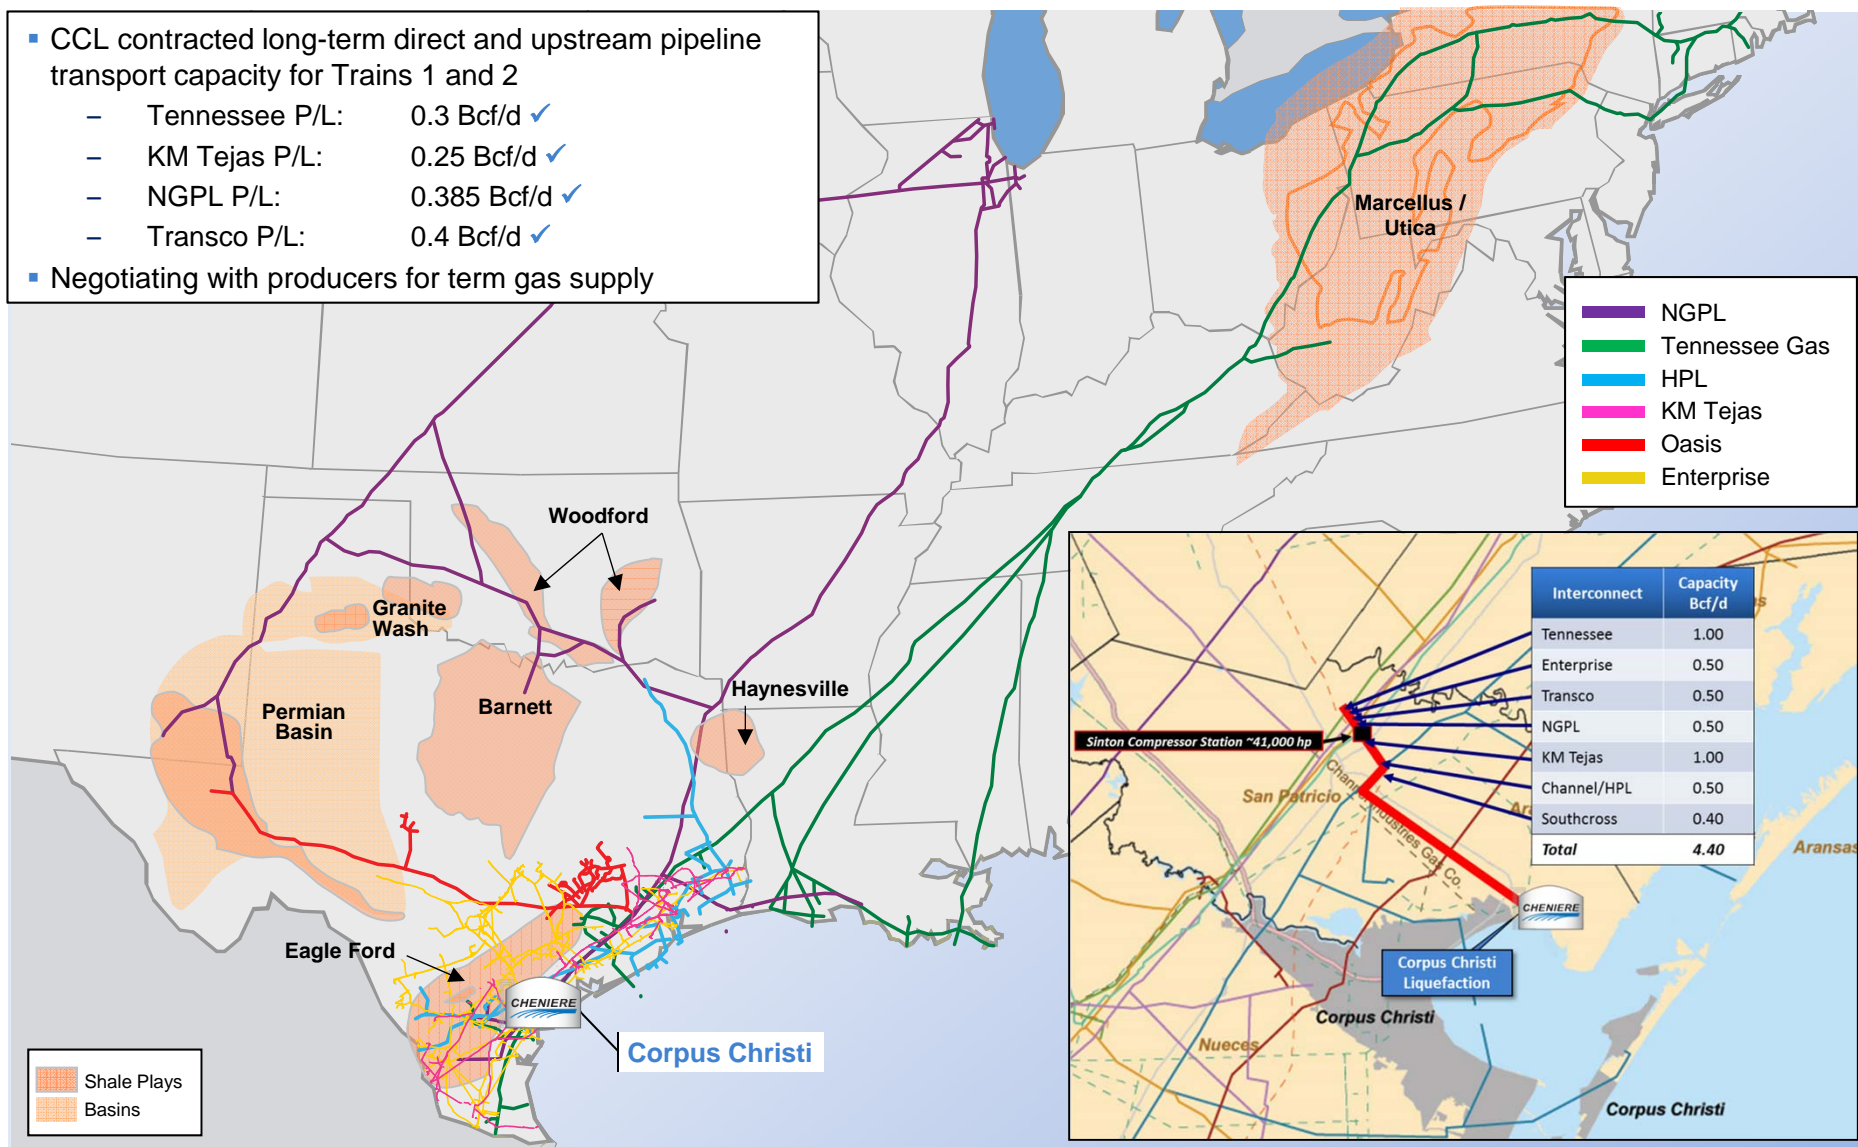 ▪ CCL contracted long-term direct and upstream pipeline
transport capacity for Trains 1 and 2
– Tennessee P/L: 0.3 Bcf/d ✓
– KM Tejas P/L: 0.25 Bcf/d ✓
– NGPL P/L: 0.385 Bcf/d ✓
– Transco P/L: 0.4 Bcf/d ✓
▪ Negotiating with producers for term gas supply
Marcellus /
Utica
NGPL
Tennessee Gas
HPL
KM Tejas
Oasis
Enterprise
Woodford
Granite
Wash
Permian
Basin
Barnett
Haynesville
Eagle Ford
CHENIERE
Corpus Christi
Shale Plays
Basins
Interconnect Capacity
Bcf/d
Tennessee 1.00
Enterprise 0.50
Transco 0.50
NGPL 0.50
KM Tejas 1.00
Channel/HPL 0.50
Southcross 0.40
Total 4.40
Sinton Compressor Station ~41,000 hp
San Patricio
Channel Industries Gas Co.
Aransas
CHENIERE
Corpus Christi
Liquefaction
Corpus Christi
Nueces
Corpus Christi